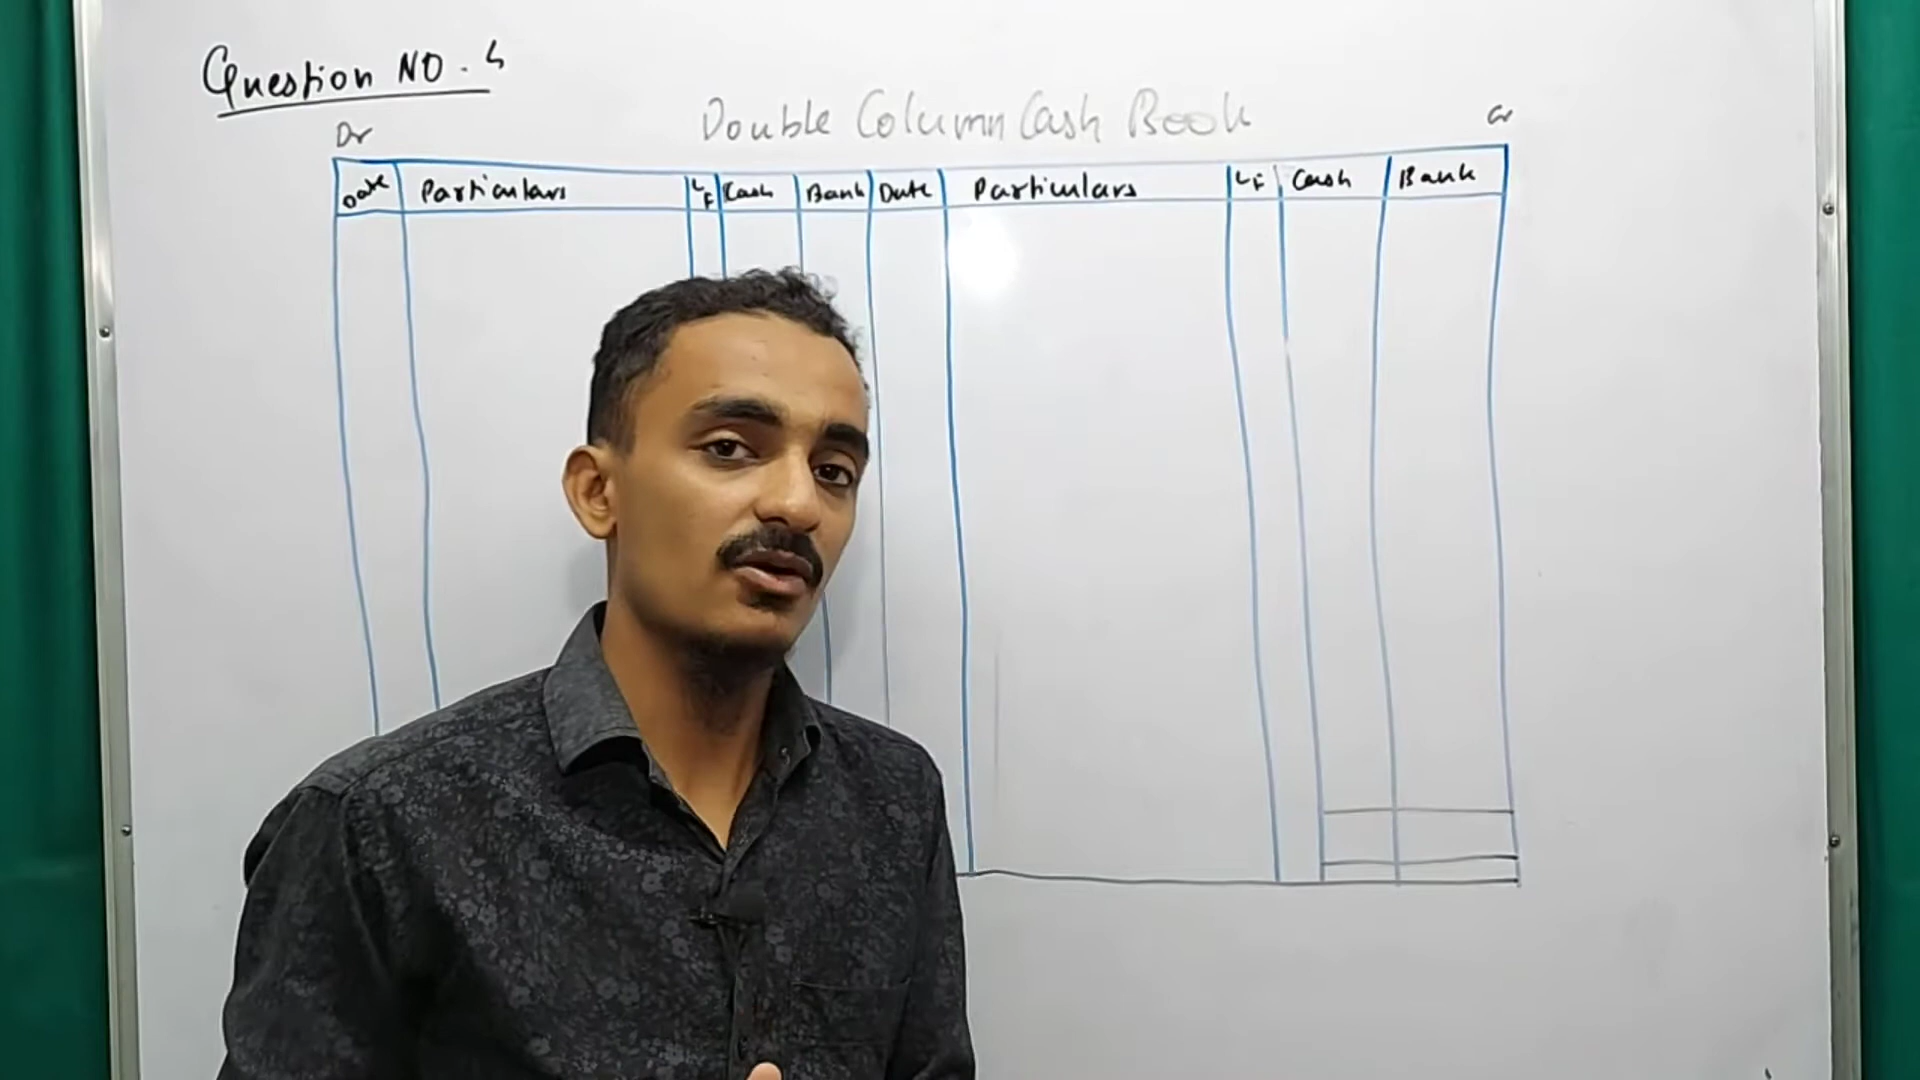 Question NO. 4
Double Column Cash Book
Dr
Cr
Date Particulars LF Cash Bank Date Particulars LF Cash Bank